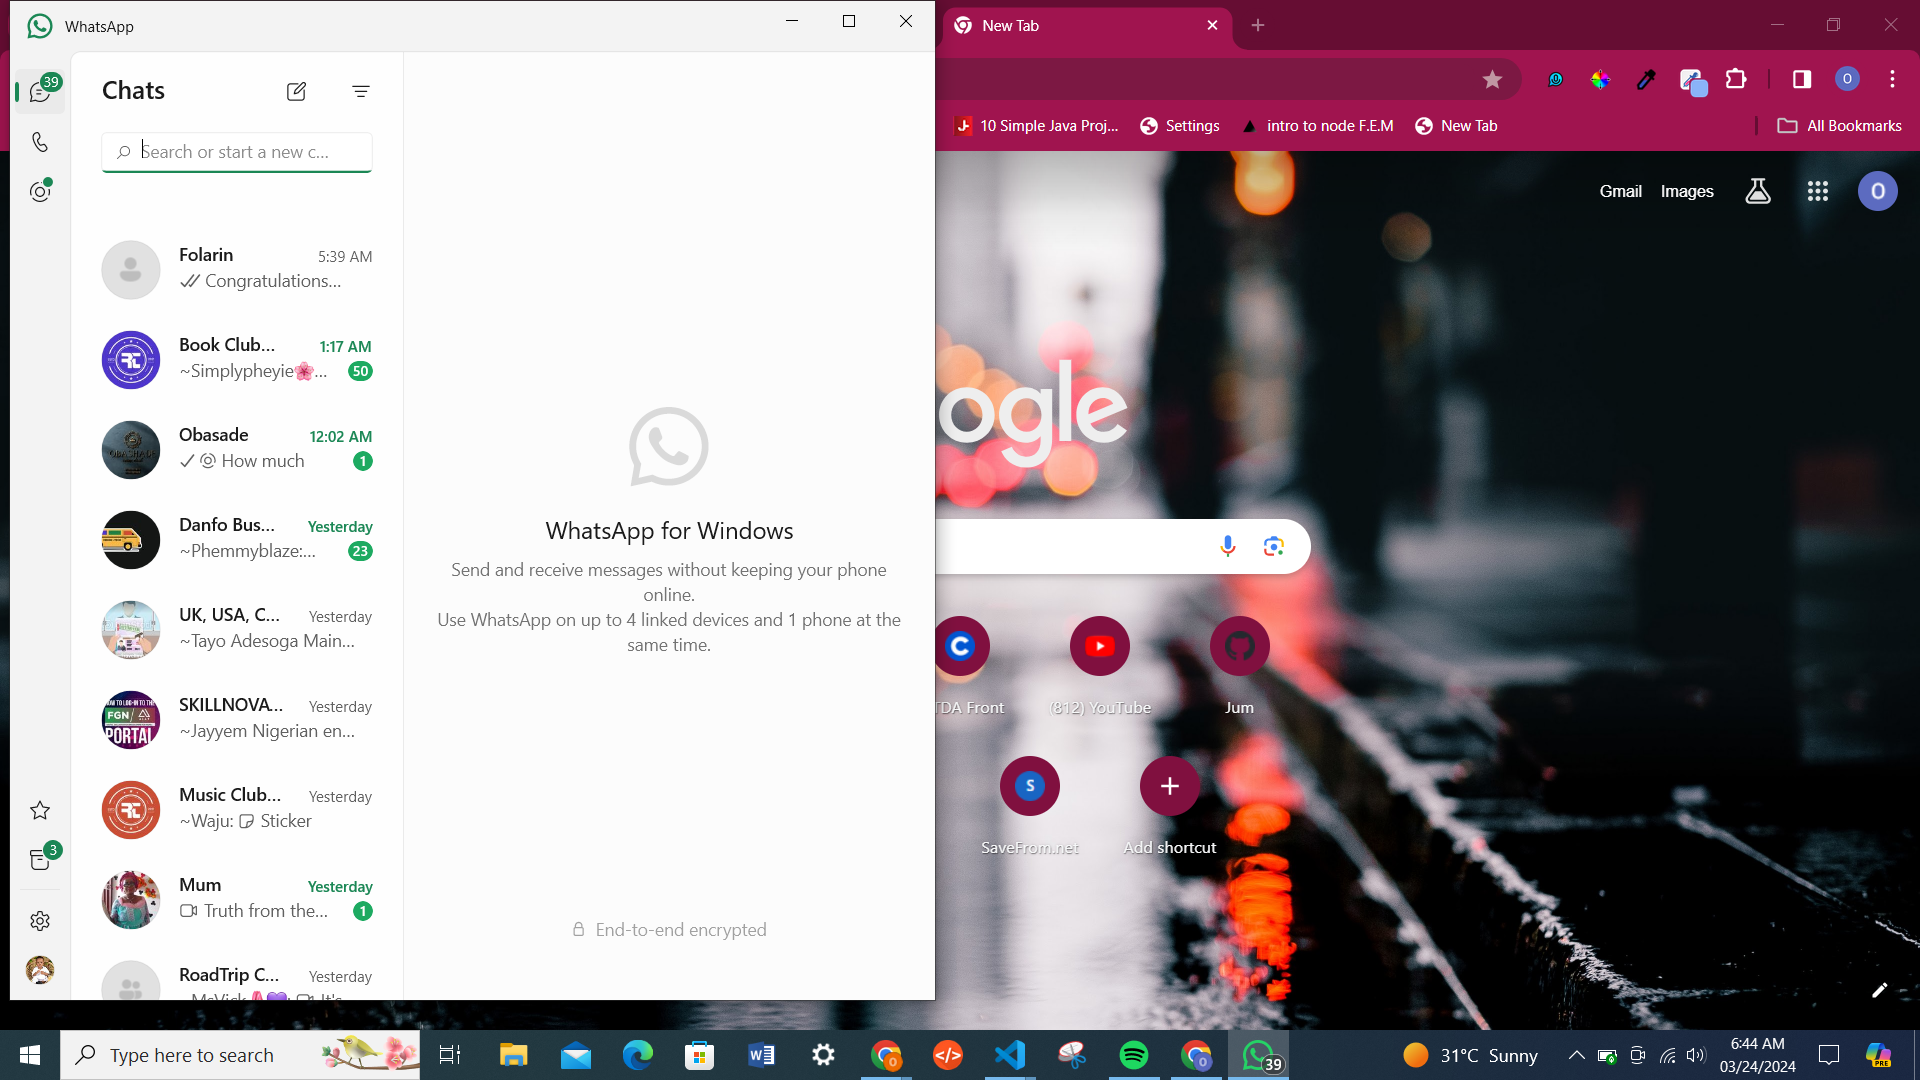 WhatsApp
39
Chats
Search or start a new c...
Folarin
5:39 AM
Congratulations...
Book Club...
1:17 AM
~Simplypheyie🌸...
50
Obasade
12:02 AM
How much
1
Danfo Bus...
Yesterday
~Phemmyblaze:...
23
UK, USA, C...
Yesterday
~Tayo Adesoga Main...
SKILLNOVA...
Yesterday
~Jayyem Nigerian en...
FGN
PORTAL
Music Club...
Yesterday
~Waju: Sticker
3
Mum
Yesterday
Truth from the...
1
RoadTrip C...
Yesterday
WhatsApp for Windows
Send and receive messages without keeping your phone
online.
Use WhatsApp on up to 4 linked devices and 1 phone at the
same time.
End-to-end encrypted
New Tab
O
10 Simple Java Proj...
Settings
intro to node F.E.M
New Tab
All Bookmarks
Gmail
Images
O
ogle
TDA Front
(812) YouTube
Jum
S
SaveFrom.net
Add shortcut
Type here to search
39
31°C Sunny
6:44 AM
03/24/2024
PRE